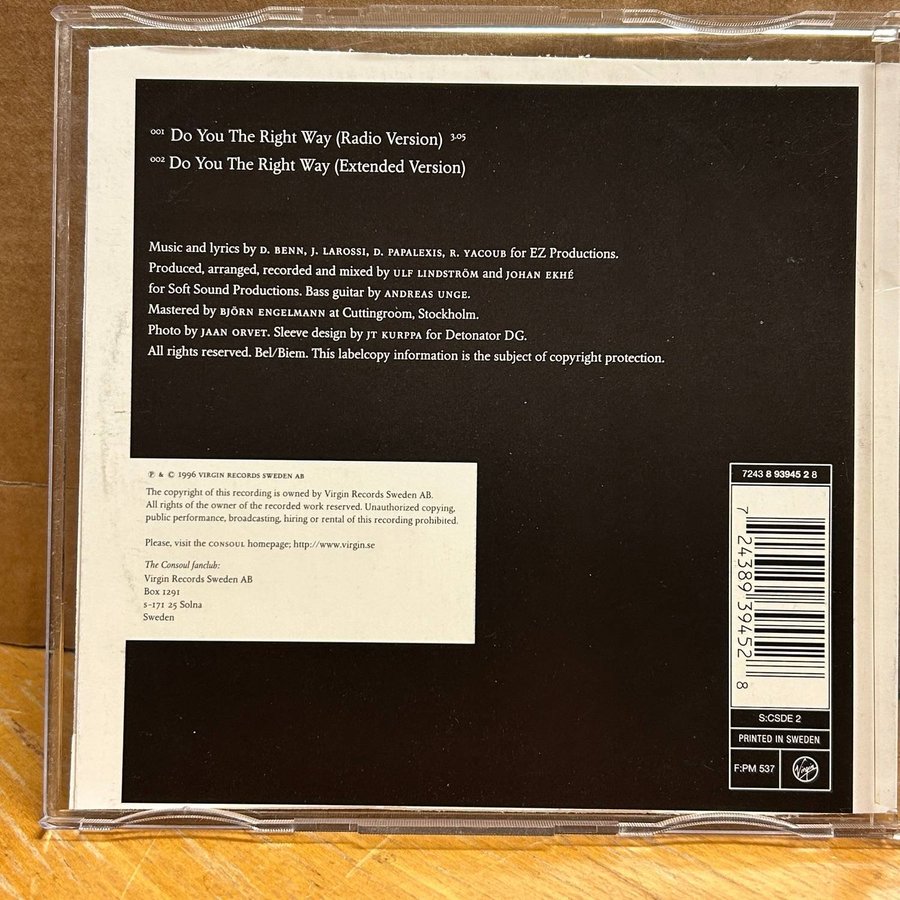 001 Do You The Right Way (Radio Version) 3.05
002 Do You The Right Way (Extended Version)
Music and lyrics by D. BENN, J. LAROSSI, D. PAPALEXIS, R. YACOUB for EZ Productions.
Produced, arranged, recorded and mixed by ULF LINDSTRÖM and JOHAN EKHÉ
for Soft Sound Productions. Bass guitar by ANDREAS UNGE.
Mastered by BJÖRN ENGELMANN at Cuttingroom, Stockholm.
Photo by JAAN ORVET. Sleeve design by JT KURPPA for Detonator DG.
All rights reserved. Bel/Biem. This labelcopy information is the subject of copyright protection.
℗ & © 1996 VIRGIN RECORDS SWEDEN AB
The copyright of this recording is owned by Virgin Records Sweden AB.
All rights of the owner of the recorded work reserved. Unauthorized copying,
public performance, broadcasting, hiring or rental of this recording prohibited.
Please, visit the CONSOUL homepage; http://www.virgin.se
The Consoul fanclub:
Virgin Records Sweden AB
Box 1291
S-171 25 Solna
Sweden
7243 8 93945 2 8
7 24389 39452 8
S:CSDE 2
PRINTED IN SWEDEN
F:PM 537
Virgin